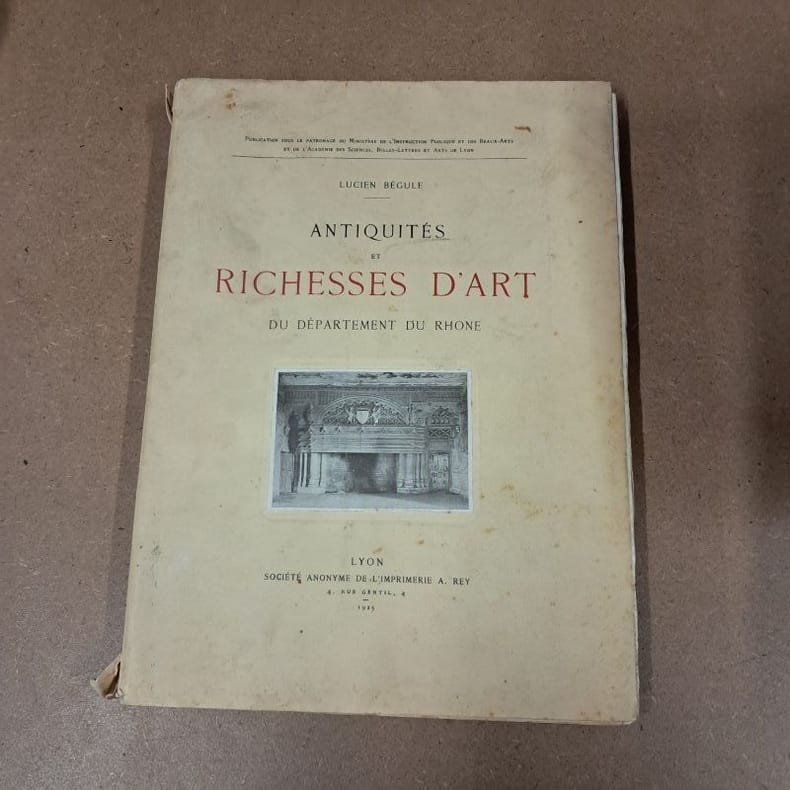 PUBLICATION SOUS LE PATRONAGE DU MINISTÈRE DE L'INSTRUCTION PUBLIQUE ET DES BEAUX-ARTS
ET DE L'ACADÉMIE DES SCIENCES, BELLES-LETTRES ET ARTS DE LYON
LUCIEN BÉGULE
ANTIQUITÉS
ET
RICHESSES D'ART
DU DÉPARTEMENT DU RHONE
LYON
SOCIÉTÉ ANONYME DE L'IMPRIMERIE A. REY
4, RUE GENTIL, 4
1925